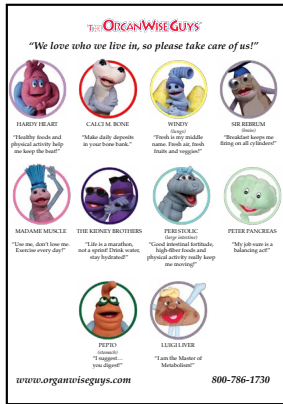 The OrganWise Guys
"We love who we live in, so please take care of us!"
HARDY HEART
"Healthy foods and
physical activity help
me keep the beat!"
CALCI M. BONE
"Make daily deposits
in your bone bank."
WINDY
(lungs)
"Fresh is my middle
name. Fresh air, fresh
fruits and veggies!"
SIR REBRUM
(brain)
"Breakfast keeps me
firing on all cylinders!"
MADAME MUSCLE
"Use me, don't lose me.
Exercise every day!"
THE KIDNEY BROTHERS
"Life is a marathon,
not a sprint! Drink water,
stay hydrated!"
PERI STOLIC
(large intestine)
"Good intestinal fortitude,
high-fiber foods and
physical activity really keep
me moving!"
PETER PANCREAS
"My job-sure is a
balancing act!"
PEPTO
(stomach)
"I suggest…
you digest!"
LUIGI LIVER
"I am the Master of
Metabolism!"
www.organwiseguys.com
800-786-1730